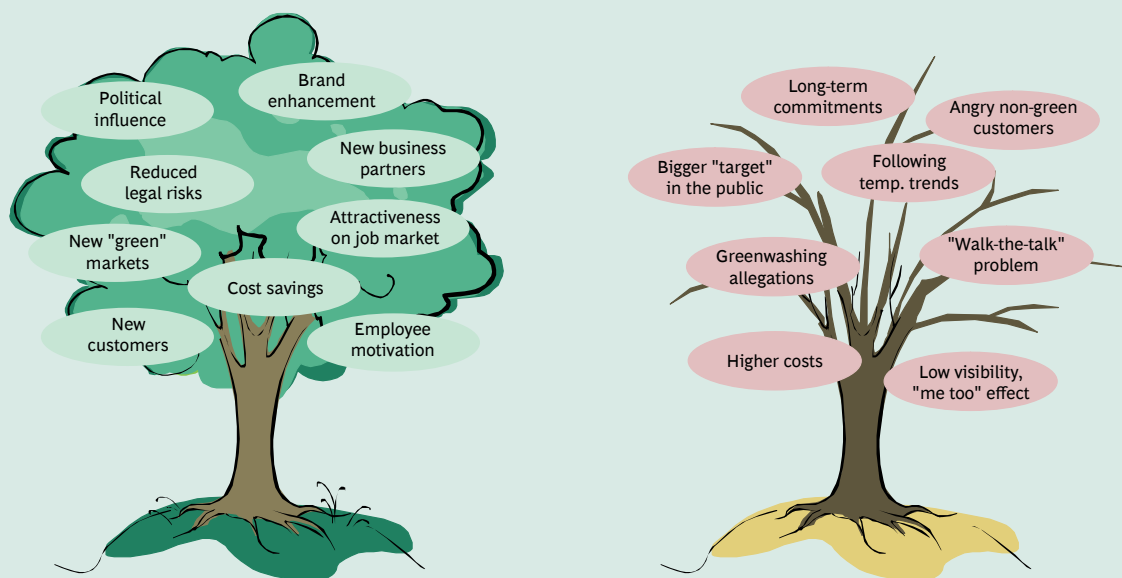 Political
influence
Brand
enhancement
Reduced
legal risks
New business
partners
New "green"
markets
Attractiveness
on job market
Cost savings
New
customers
Employee
motivation
Long-term
commitments
Angry non-green
customers
Bigger "target"
in the public
Following
temp. trends
Greenwashing
allegations
"Walk-the-talk"
problem
Higher costs
Low visibility,
"me too" effect